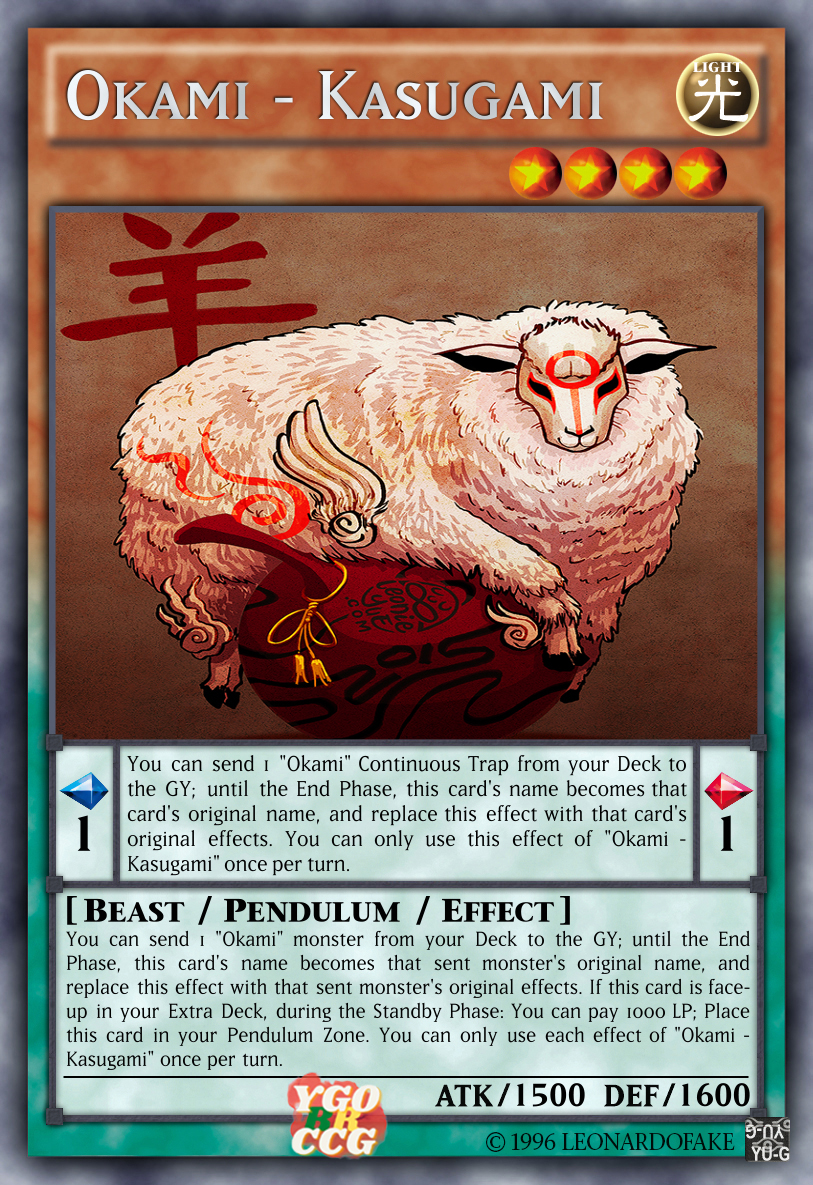 Okami - Kasugami
LIGHT
光
羊
LeonieYue
.COM
You can send 1 "Okami" Continuous Trap from your Deck to
the GY; until the End Phase, this card's name becomes that
card's original name, and replace this effect with that card's
original effects. You can only use this effect of "Okami -
Kasugami" once per turn.
1
1
[ Beast / Pendulum / Effect ]
You can send 1 "Okami" monster from your Deck to the GY; until the End
Phase, this card's name becomes that sent monster's original name, and
replace this effect with that sent monster's original effects. If this card is face-
up in your Extra Deck, during the Standby Phase: You can pay 1000 LP; Place
this card in your Pendulum Zone. You can only use each effect of "Okami -
Kasugami" once per turn.
ATK/1500 DEF/1600
YGO
CCG
© 1996 LEONARDOFAKE
YU-G